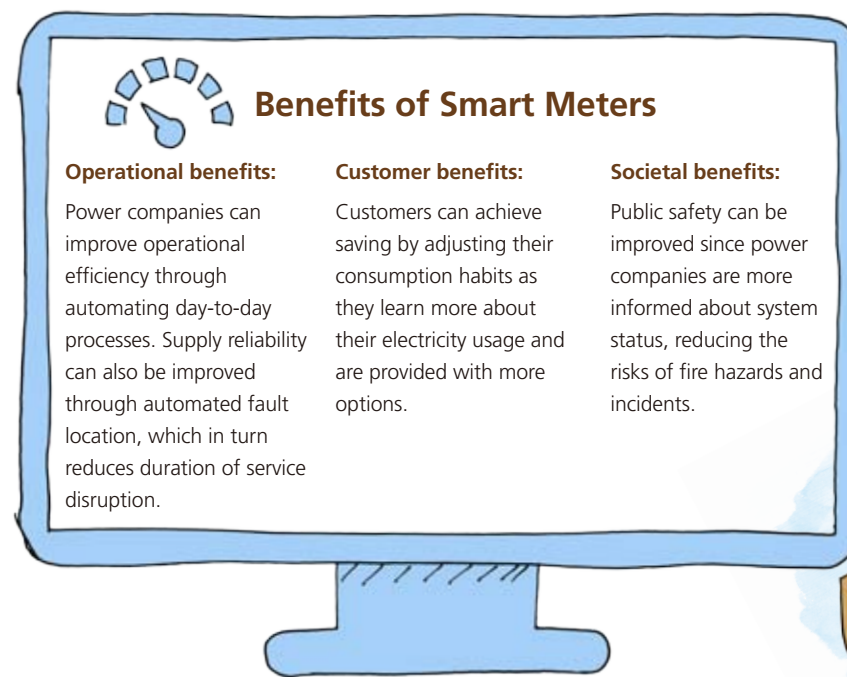 Benefits of Smart Meters
Operational benefits:
Power companies can
improve operational
efficiency through
automating day-to-day
processes. Supply reliability
can also be improved
through automated fault
location, which in turn
reduces duration of service
disruption.
Customer benefits:
Customers can achieve
saving by adjusting their
consumption habits as
they learn more about
their electricity usage and
are provided with more
options.
Societal benefits:
Public safety can be
improved since power
companies are more
informed about system
status, reducing the
risks of fire hazards and
incidents.